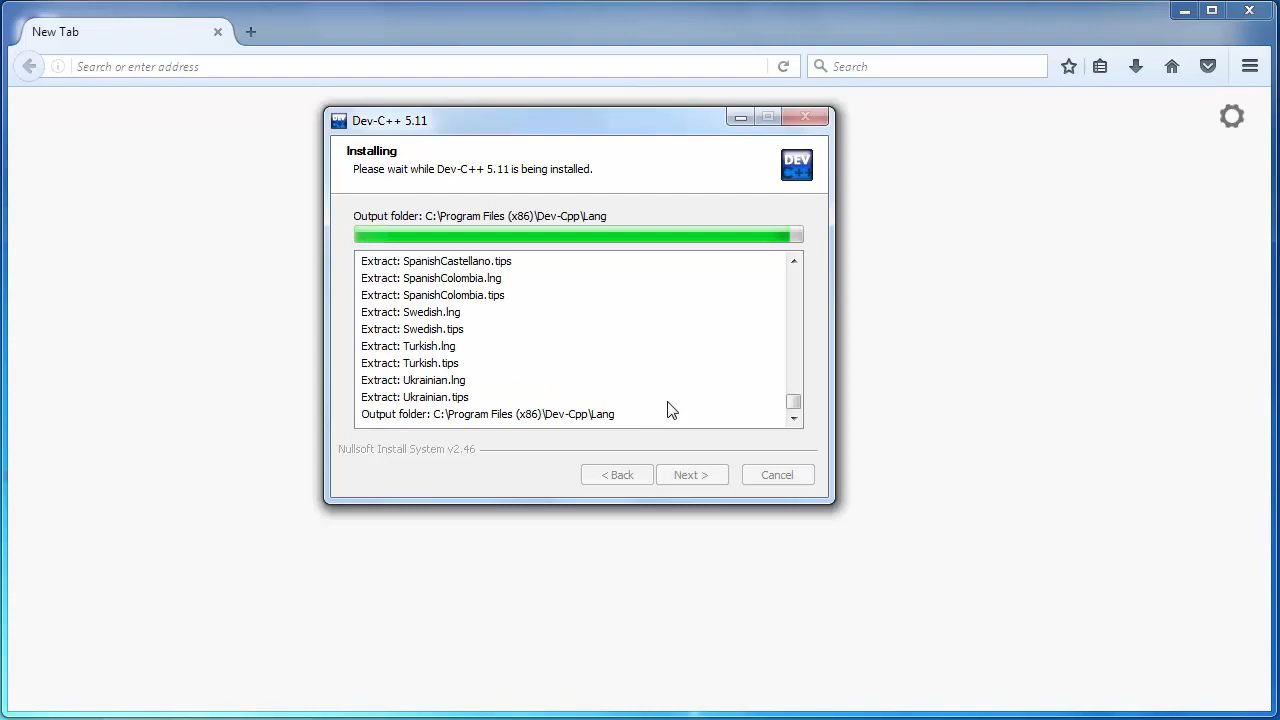 New Tab
Search or enter address
Search
Dev-C++ 5.11
Installing
Please wait while Dev-C++ 5.11 is being installed.
DEV
C++
Output folder: C:\Program Files (x86)\Dev-Cpp\Lang
Extract: SpanishCastellano.tips
Extract: SpanishColombia.lng
Extract: SpanishColombia.tips
Extract: Swedish.lng
Extract: Swedish.tips
Extract: Turkish.lng
Extract: Turkish.tips
Extract: Ukrainian.lng
Extract: Ukrainian.tips
Output folder: C:\Program Files (x86)\Dev-Cpp\Lang
Nullsoft Install System v2.46
< Back
Next >
Cancel